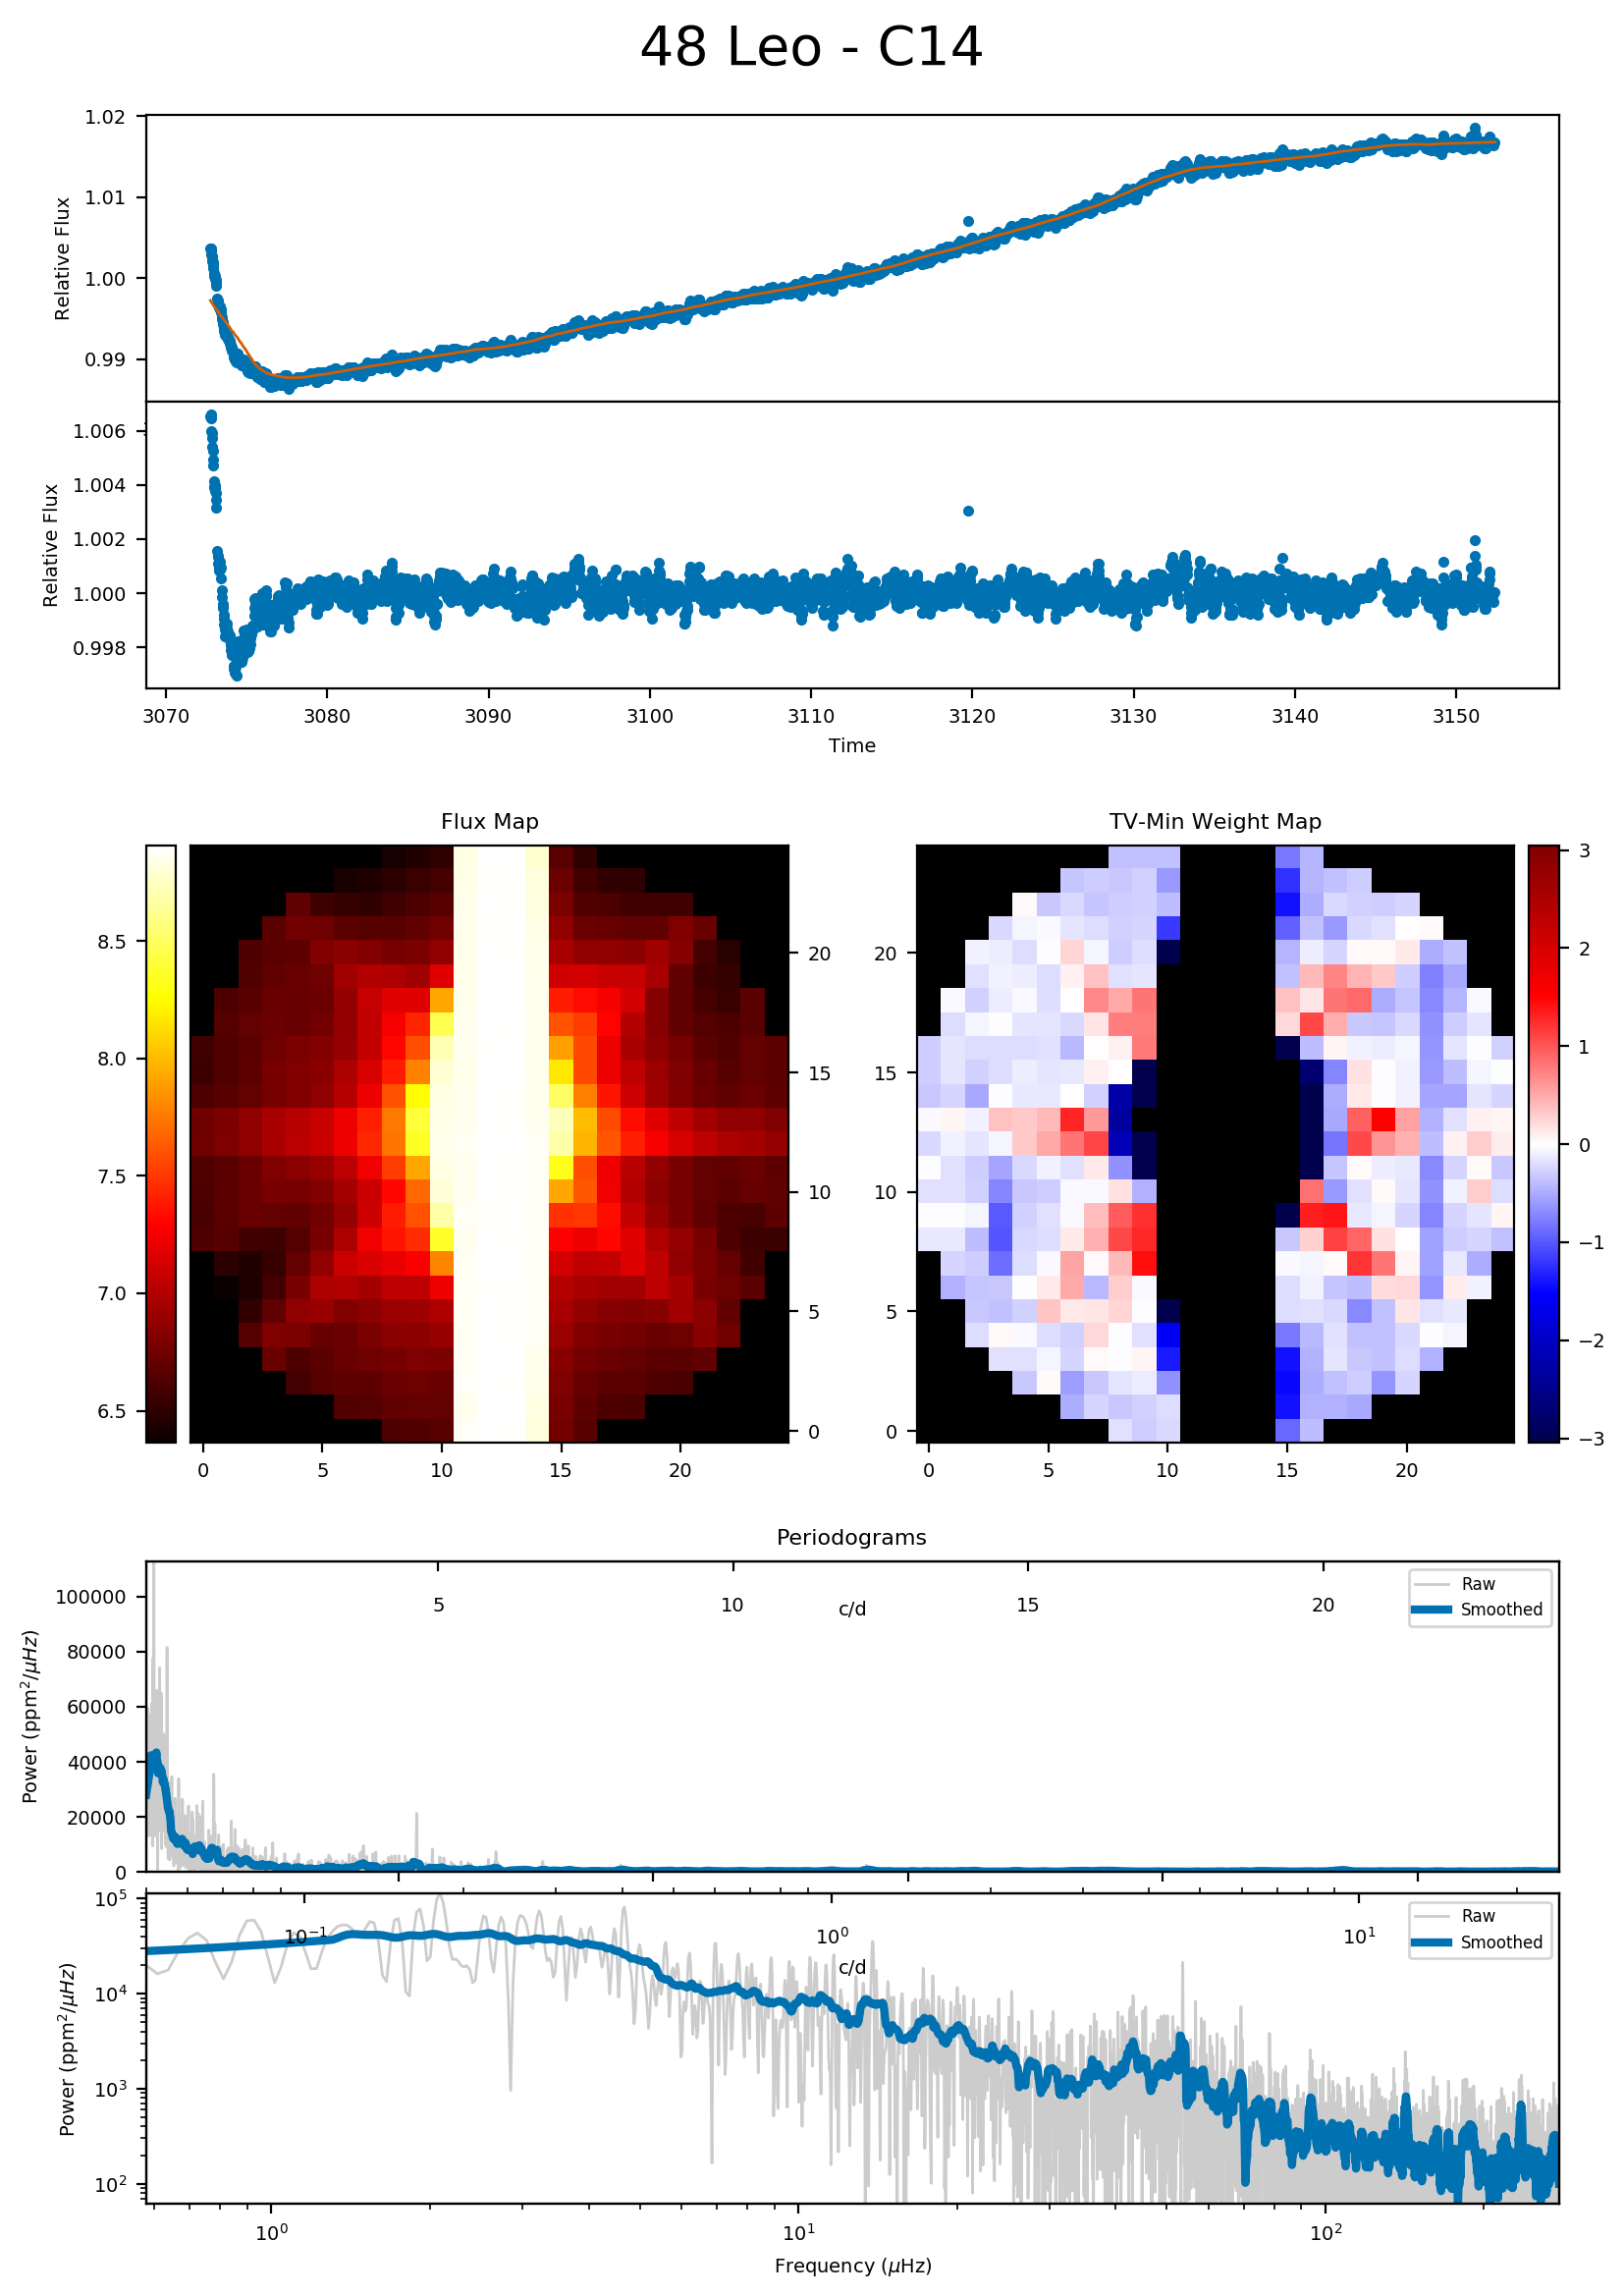 48 Leo - C14
1.02
1.01
1.00
0.99
Relative Flux
1.006
1.004
1.002
1.000
0.998
Relative Flux
3070 3080 3090 3100 3110 3120 3130 3140 3150
Time
Flux Map
TV-Min Weight Map
8.5
8.0
7.5
7.0
6.5
20
15
10
5
0
0 5 10 15 20
20
15
10
5
0
0 5 10 15 20
3
2
1
0
−1
−2
−3
Periodograms
100000
80000
60000
40000
20000
0
Power (ppm²/μHz)
5 10 15 20
c/d
Raw
Smoothed
10⁵
10⁴
10³
10²
Power (ppm²/μHz)
10⁻¹ 10⁰ 10¹
c/d
Raw
Smoothed
10⁰ 10¹ 10²
Frequency (μHz)